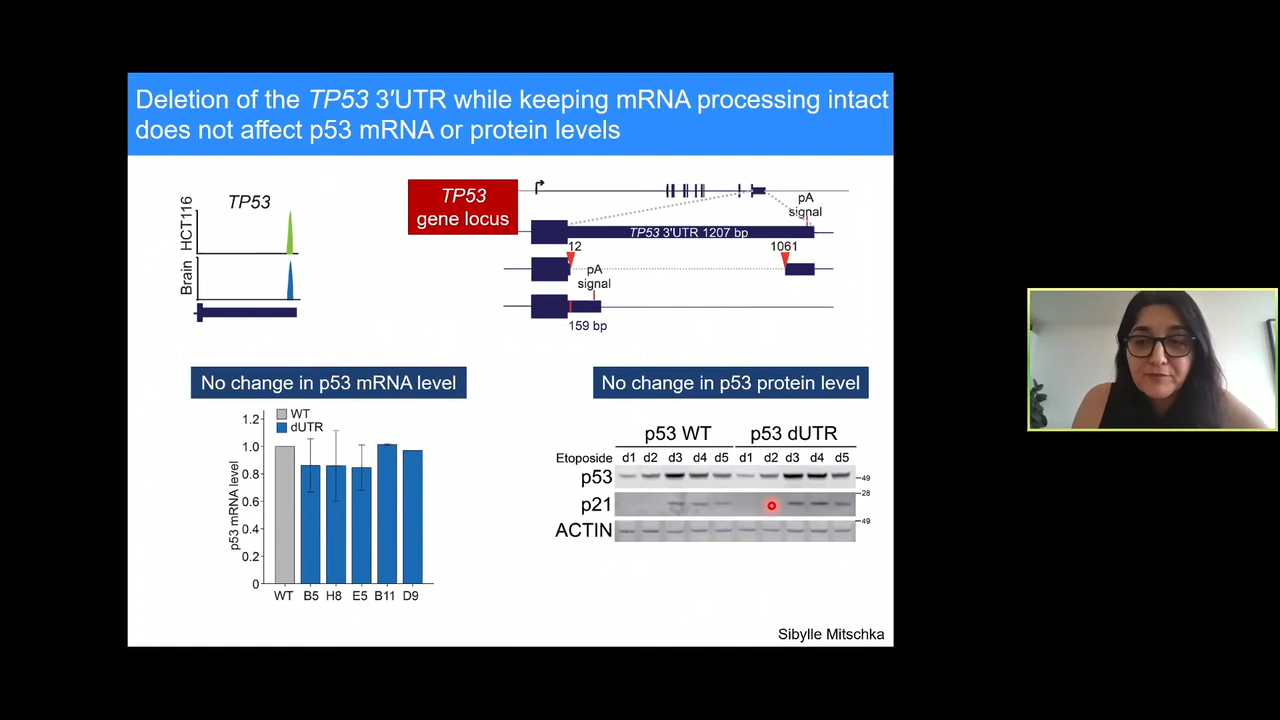 Deletion of the TP53 3′UTR while keeping mRNA processing intact
does not affect p53 mRNA or protein levels
HCT116
Brain
TP53
TP53
gene locus
pA
signal
TP53 3′UTR 1207 bp
12
1061
pA
signal
159 bp
No change in p53 mRNA level
p53 mRNA level
1.2
1.0
0.8
0.6
0.4
0.2
0
WT
dUTR
WT B5 H8 E5 B11 D9
No change in p53 protein level
p53 WT p53 dUTR
Etoposide d1 d2 d3 d4 d5 d1 d2 d3 d4 d5
p53
49
28
p21
49
ACTIN
Sibylle Mitschka